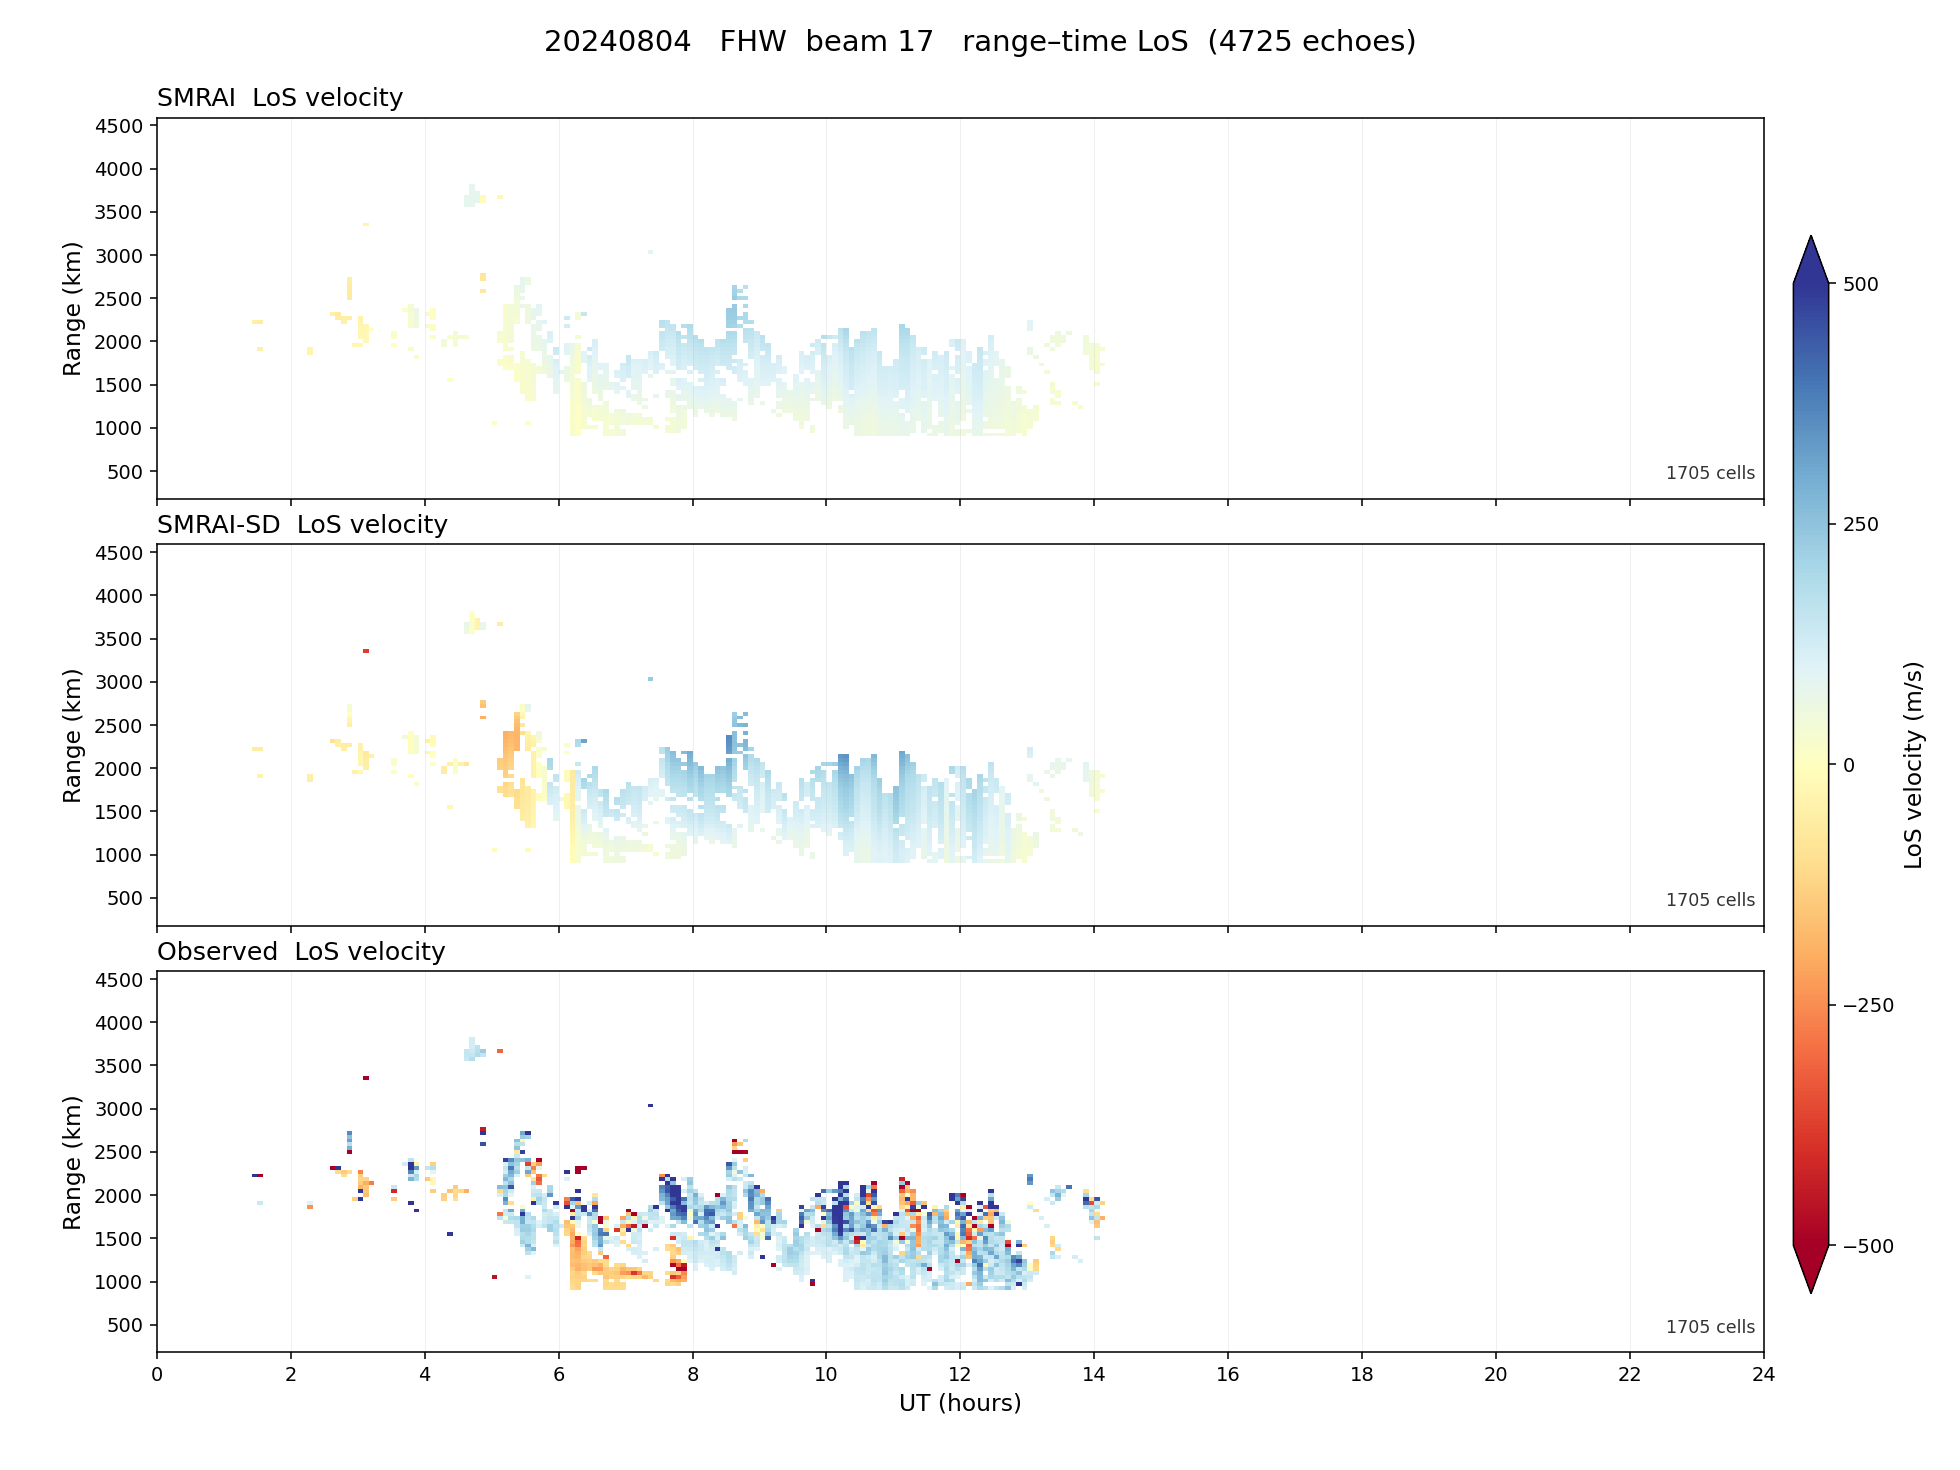 20240804 FHW beam 17 range–time LoS (4725 echoes)
SMRAI LoS velocity
4500
4000
3500
3000
2500
2000
1500
1000
500
Range (km)
1705 cells
SMRAI-SD LoS velocity
4500
4000
3500
3000
2500
2000
1500
1000
500
Range (km)
1705 cells
Observed LoS velocity
4500
4000
3500
3000
2500
2000
1500
1000
500
Range (km)
1705 cells
0 2 4 6 8 10 12 14 16 18 20 22 24
UT (hours)
500
250
0
−250
−500
LoS velocity (m/s)